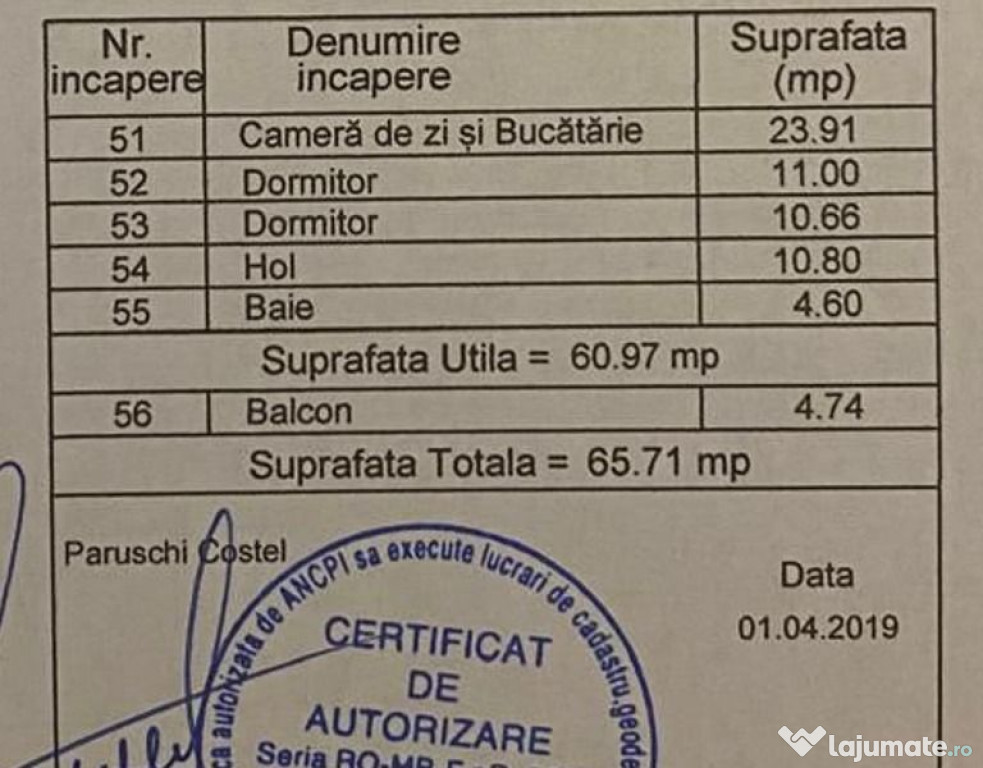 Nr. incapere Denumire incapere Suprafata (mp)
51 Cameră de zi și Bucătărie 23.91
52 Dormitor 11.00
53 Dormitor 10.66
54 Hol 10.80
55 Baie 4.60
Suprafata Utila = 60.97 mp
56 Balcon 4.74
Suprafata Totala = 65.71 mp
Paruschi Costel
Data
01.04.2019
autorizata de ANCPI sa execute lucrari de cadastru,
CERTIFICAT
DE
AUTORIZARE
Seria
lajumate.ro